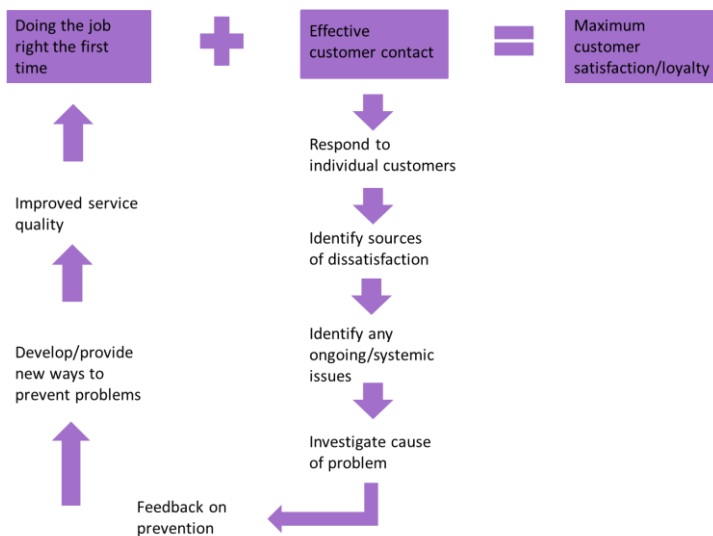 Doing the job
right the first
time
Effective
customer contact
Maximum
customer
satisfaction/loyalty
Respond to
individual customers
Identify sources
of dissatisfaction
Identify any
ongoing/systemic
issues
Investigate cause
of problem
Feedback on
prevention
Develop/provide
new ways to
prevent problems
Improved service
quality